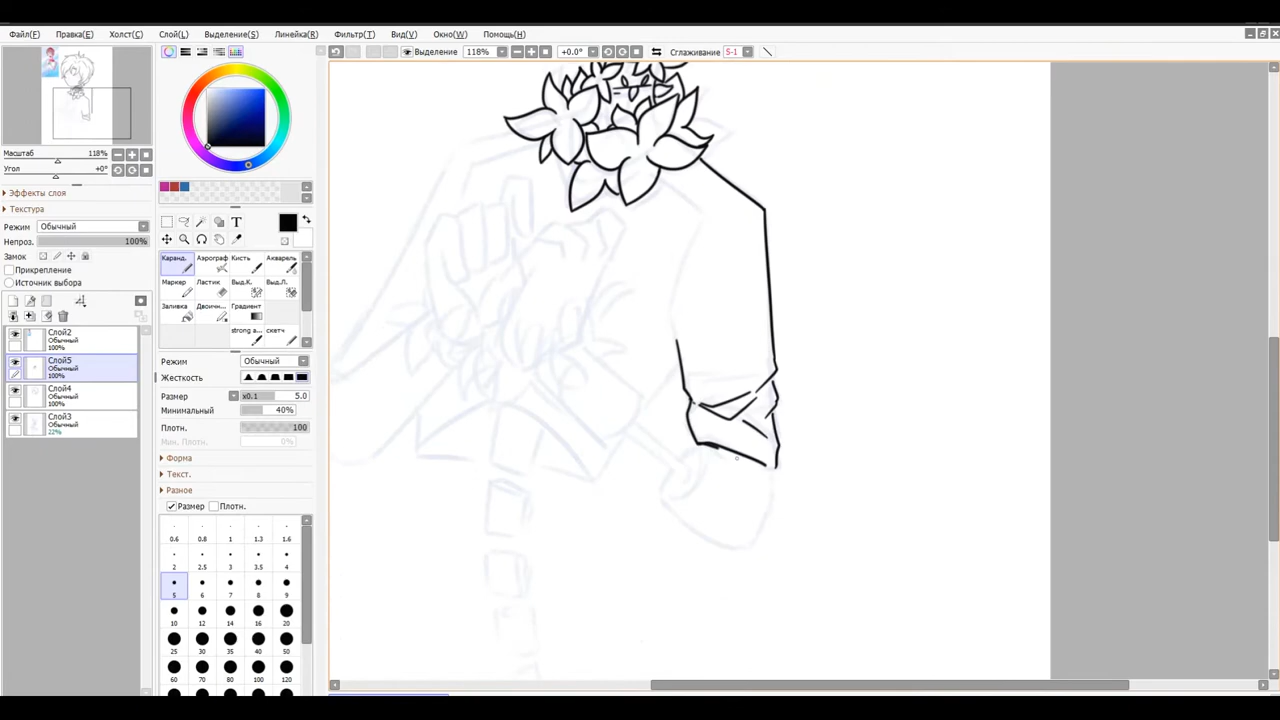 Файл(F) Правка(E) Холст(C) Слой(L) Выделение(S) Линейка(R) Фильтр(T) Вид(V) Окно(W) Помощь(H)
Выделение 118% +0.0° Сглаживание S-1
Масштаб 118%
Угол +0°
Эффекты слоя
Текстура
Режим Обычный
Непроз. 100%
Замок
Прикрепление
Источник выбора
Слой2
Обычный
100%
Слой5
Обычный
100%
Слой4
Обычный
100%
Слой3
Обычный
22%
T
Каранд. Аэрограф Кисть Акварель
Маркер Ластик Выд.К. Выд.Л.
Заливка Двоичн... Градиент
strong a... скетч
Режим Обычный
Жесткость
Размер x0.1 5.0
Минимальный 40%
Плотн. 100
Мин. Плотн. 0%
Форма
Текст.
Разное
Размер Плотн.
0.6 0.8 1 1.3 1.6
2 2.5 3 3.5 4
5 6 7 8 9
10 12 14 16 20
25 30 35 40 50
60 70 80 100 120